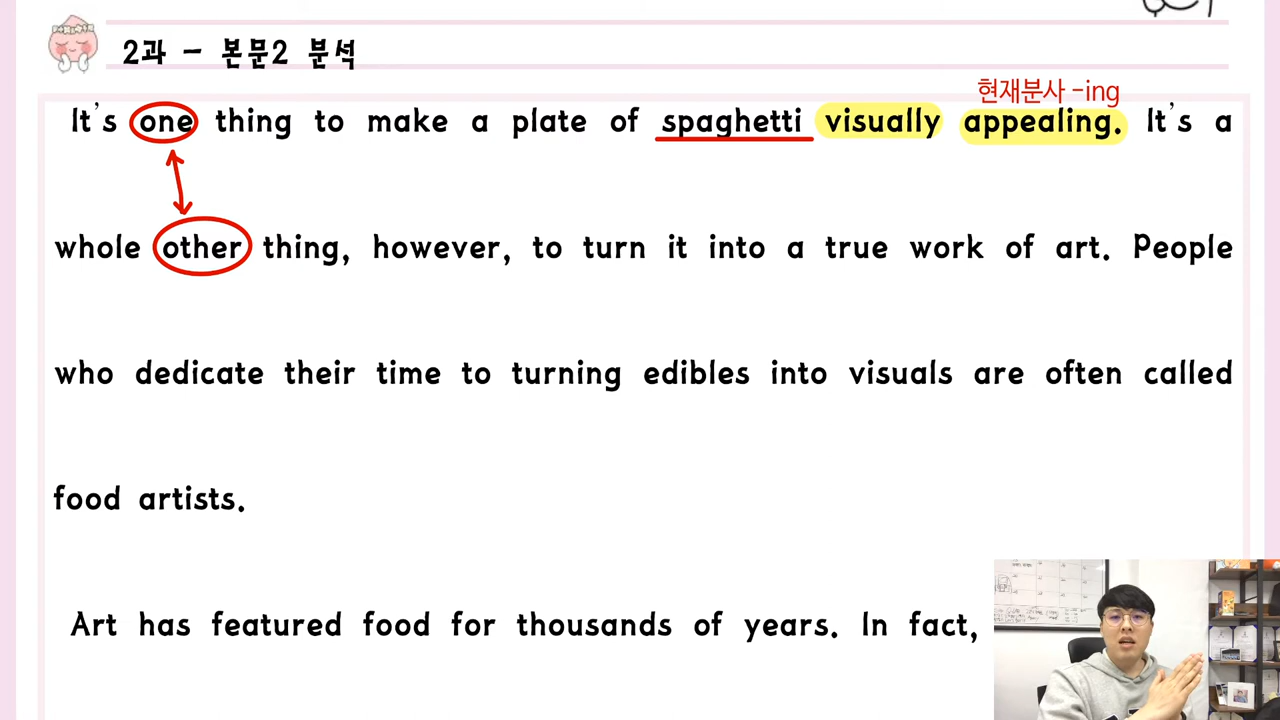 2과 - 본문2 분석
현재분사 -ing
It's one thing to make a plate of spaghetti visually appealing. It's a
whole other thing, however, to turn it into a true work of art. People
who dedicate their time to turning edibles into visuals are often called
food artists.
Art has featured food for thousands of years. In fact,